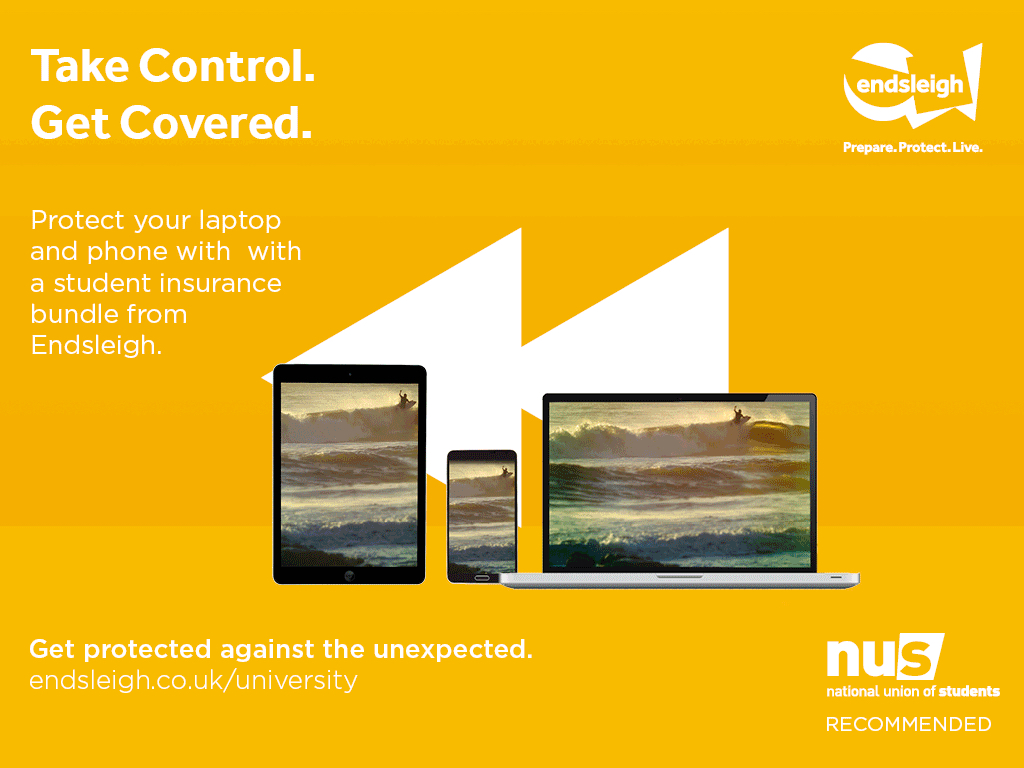 Take Control.
Get Covered.
endsleigh
Prepare. Protect. Live.
Protect your laptop
and phone with  with
a student insurance
bundle from
Endsleigh.
Get protected against the unexpected.
endsleigh.co.uk/university
nus
national union of students
RECOMMENDED